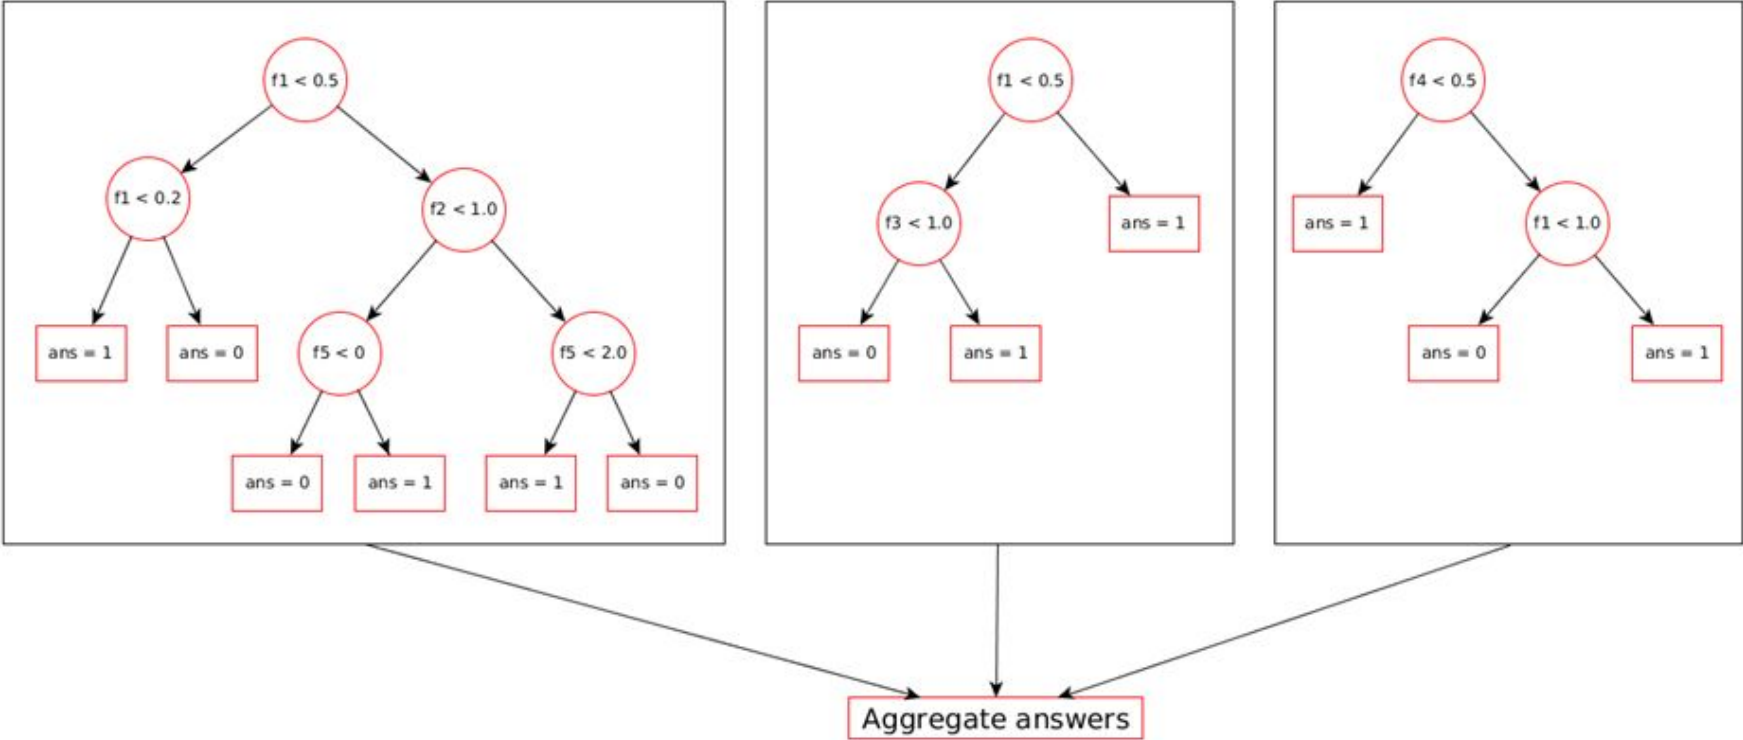 f1 < 0.5
f1 < 0.2
f2 < 1.0
ans = 1
ans = 0
f5 < 0
f5 < 2.0
ans = 0
ans = 1
ans = 1
ans = 0
f1 < 0.5
f3 < 1.0
ans = 1
ans = 0
ans = 1
f4 < 0.5
ans = 1
f1 < 1.0
ans = 0
ans = 1
Aggregate answers